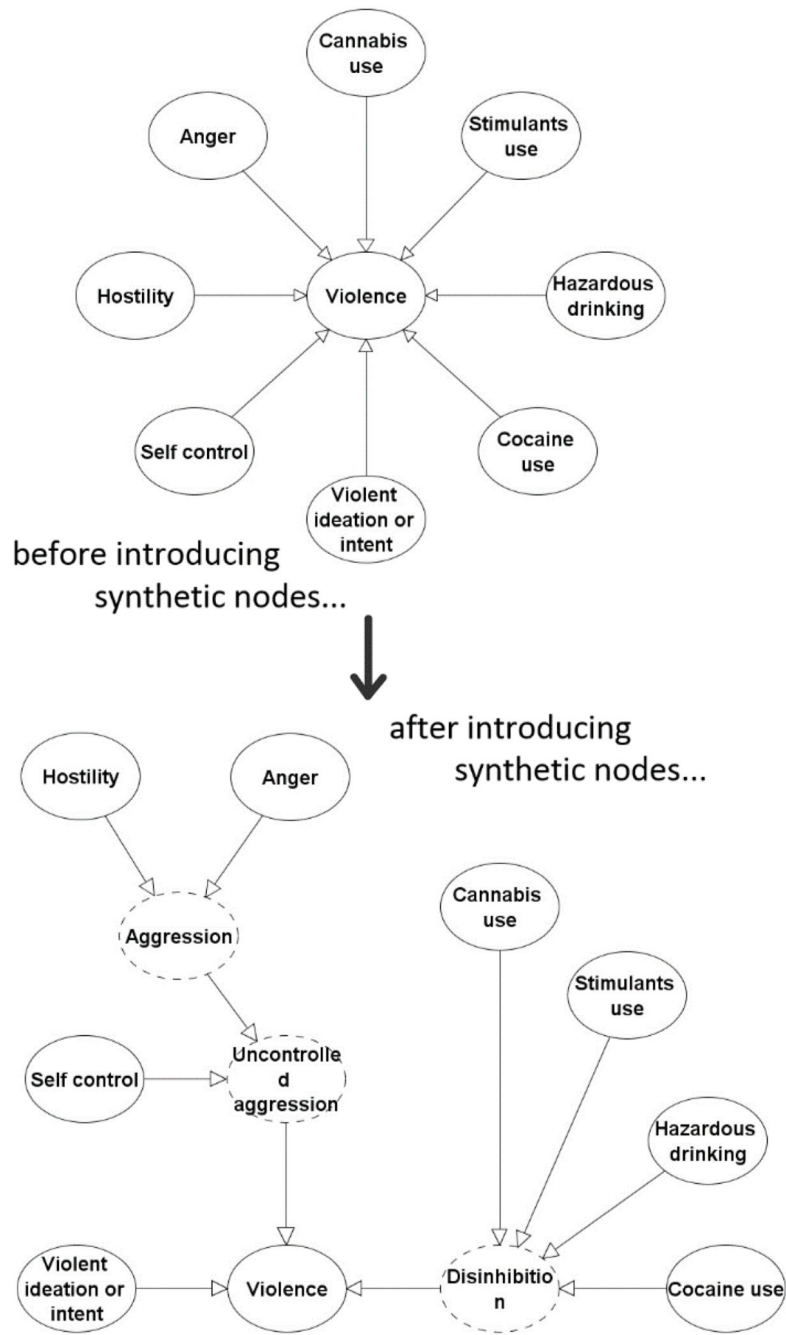 Cannabis
use
Anger
Stimulants
use
Hostility
Violence
Hazardous
drinking
Self control
Cocaine
use
Violent
ideation or
intent
before introducing
synthetic nodes...
after introducing
synthetic nodes...
Hostility
Anger
Cannabis
use
Aggression
Stimulants
use
Self control
Uncontrolle
d
aggression
Hazardous
drinking
Violent
ideation or
intent
Violence
Disinhibitio
n
Cocaine use